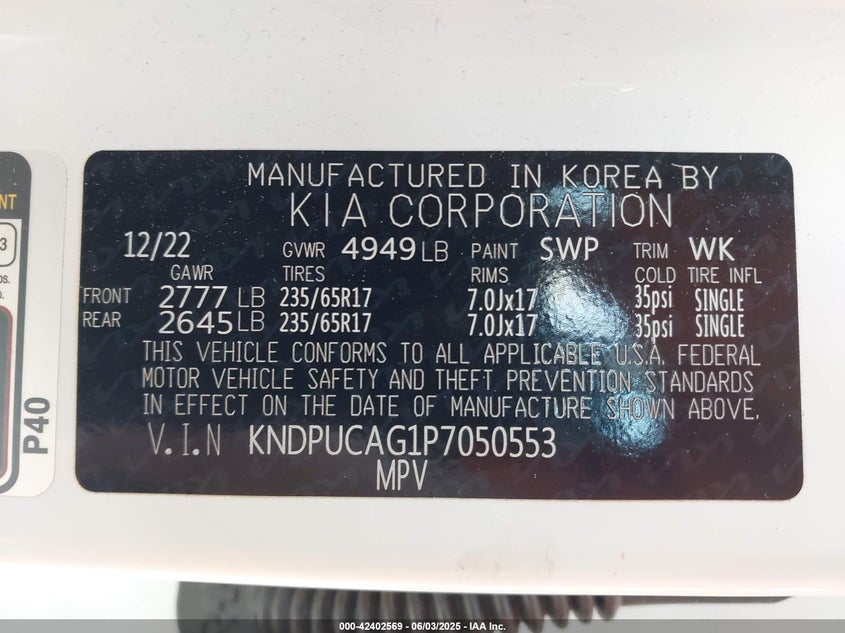 MANUFACTURED IN KOREA BY
KIA CORPORATION
12/22 GVWR 4949 LB PAINT SWP TRIM WK
GAWR TIRES RIMS COLD TIRE INFL
FRONT 2777 LB 235/65R17 7.0Jx17 35psi SINGLE
REAR 2645 LB 235/65R17 7.0Jx17 35psi SINGLE
THIS VEHICLE CONFORMS TO ALL APPLICABLE U.S.A. FEDERAL
MOTOR VEHICLE SAFETY AND THEFT PREVENTION STANDARDS
IN EFFECT ON THE DATE OF MANUFACTURE SHOWN ABOVE.
V.I.N KNDPUCAG1P7050553
MPV
NT
3
P40
000-42402569 - 06/03/2025 - IAA Inc.